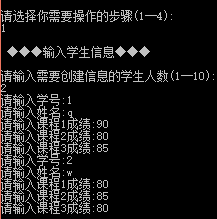 请选择你需要操作的步骤(1--4):
1
◆◆◆输入学生信息◆◆◆
请输入需要创建信息的学生人数(1--10):
2
请输入学号:1
请输入姓名:q
请输入课程1成绩:90
请输入课程2成绩:80
请输入课程3成绩:85
请输入学号:2
请输入姓名:w
请输入课程1成绩:80
请输入课程2成绩:85
请输入课程3成绩:80